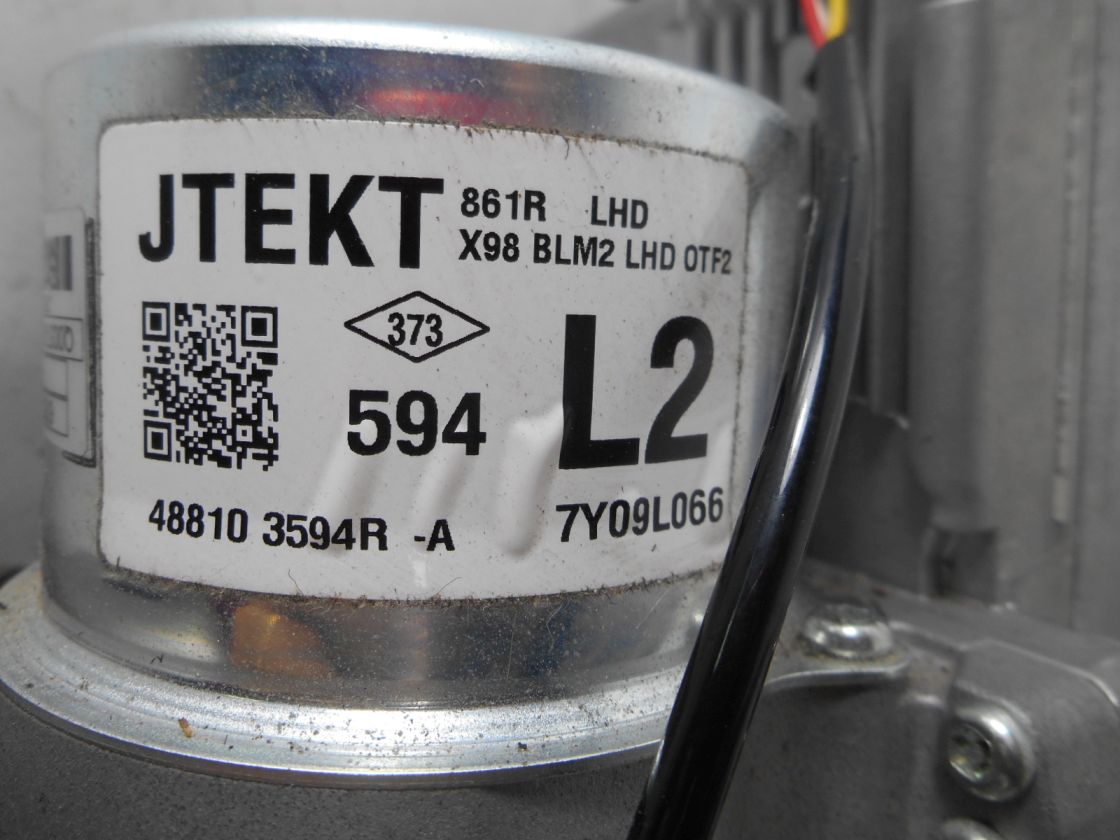 JTEKT
861R LHD
X98 BLM2 LHD OTF2
373
594
L2
48810 3594R -A
7Y09L066